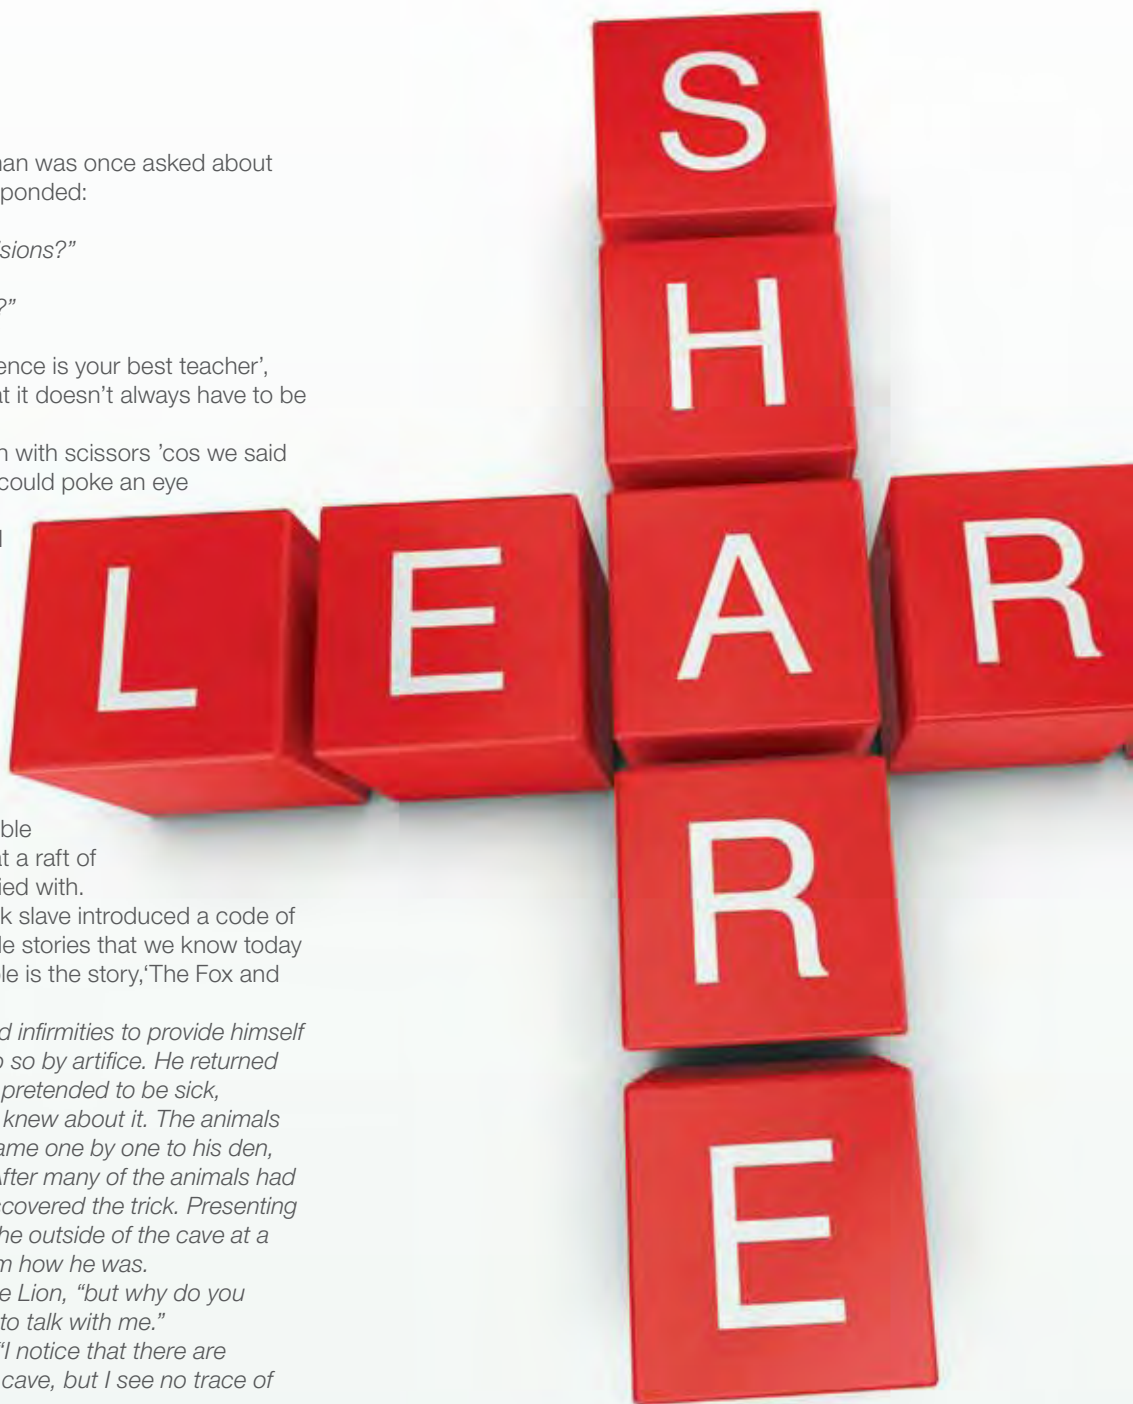 an was once asked about
ponded:
sions?”
?”
ence is your best teacher’,
at it doesn’t always have to be
n with scissors ’cos we said
could poke an eye
ble
at a raft of
ied with.
k slave introduced a code of
le stories that we know today
ble is the story,‘The Fox and
d infirmities to provide himself
o so by artifice. He returned
pretended to be sick,
knew about it. The animals
ame one by one to his den,
After many of the animals had
scovered the trick. Presenting
he outside of the cave at a
m how he was.
e Lion, “but why do you
to talk with me.”
“I notice that there are
cave, but I see no trace of
S
H
L E A R
R
E